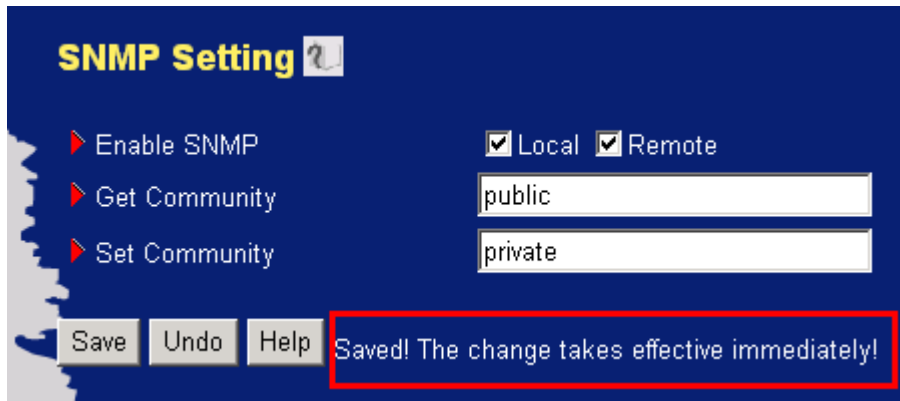 SNMP Setting
Enable SNMP Local Remote
Get Community public
Set Community private
Save Undo Help Saved! The change takes effective immediately!